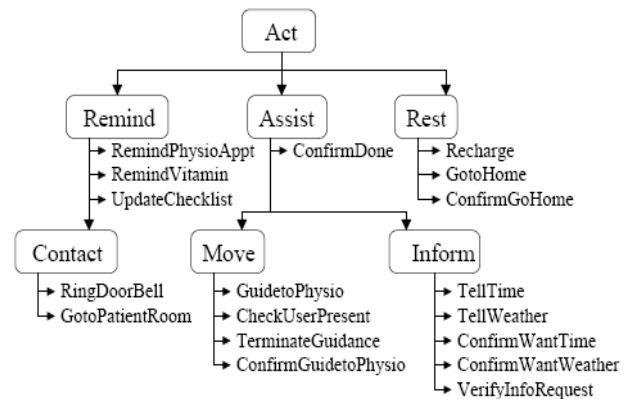 Act
Remind
Assist
Rest
RemindPhysioAppt
RemindVitamin
UpdateChecklist
ConfirmDone
Recharge
GotoHome
ConfirmGoHome
Contact
Move
Inform
RingDoorBell
GotoPatientRoom
GuidetoPhysio
CheckUserPresent
TerminateGuidance
ConfirmGuidetoPhysio
TellTime
TellWeather
ConfirmWantTime
ConfirmWantWeather
VerifyInfoRequest